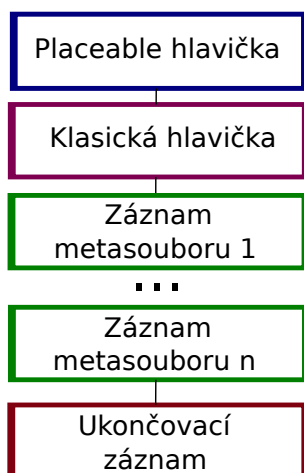 Placeable hlavička
Klasická hlavička
Záznam
metasouboru 1
...
Záznam
metasouboru n
Ukončovací
záznam